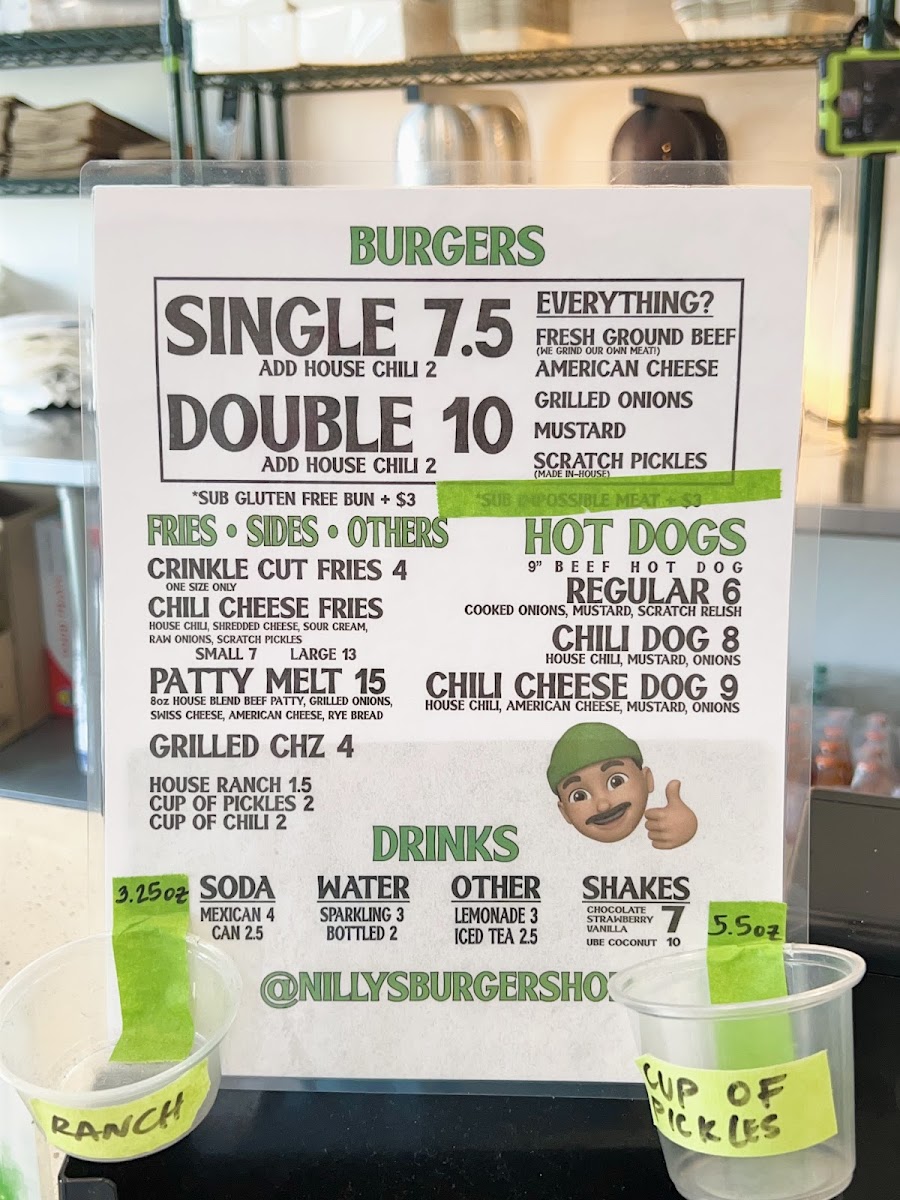 BURGERS
SINGLE 7.5
ADD HOUSE CHILI 2
DOUBLE 10
ADD HOUSE CHILI 2
EVERYTHING?
FRESH GROUND BEEF
(WE GRIND OUR OWN MEAT!)
AMERICAN CHEESE
GRILLED ONIONS
MUSTARD
SCRATCH PICKLES
(MADE IN-HOUSE)
*SUB GLUTEN FREE BUN + $3
*SUB IMPOSSIBLE MEAT + $3
FRIES • SIDES • OTHERS
CRINKLE CUT FRIES 4
ONE SIZE ONLY
CHILI CHEESE FRIES
HOUSE CHILI, SHREDDED CHEESE, SOUR CREAM,
RAW ONIONS, SCRATCH PICKLES
SMALL 7 LARGE 13
PATTY MELT 15
8oz HOUSE BLEND BEEF PATTY, GRILLED ONIONS,
SWISS CHEESE, AMERICAN CHEESE, RYE BREAD
GRILLED CHZ 4
HOUSE RANCH 1.5
CUP OF PICKLES 2
CUP OF CHILI 2
HOT DOGS
9" BEEF HOT DOG
REGULAR 6
COOKED ONIONS, MUSTARD, SCRATCH RELISH
CHILI DOG 8
HOUSE CHILI, MUSTARD, ONIONS
CHILI CHEESE DOG 9
HOUSE CHILI, AMERICAN CHEESE, MUSTARD, ONIONS
DRINKS
SODA
MEXICAN 4
CAN 2.5
WATER
SPARKLING 3
BOTTLED 2
OTHER
LEMONADE 3
ICED TEA 2.5
SHAKES
CHOCOLATE
STRAWBERRY
VANILLA
7
UBE COCONUT 10
@NILLYSBURGERSHO
3.25oz
RANCH
5.5oz
CUP OF
PICKLES